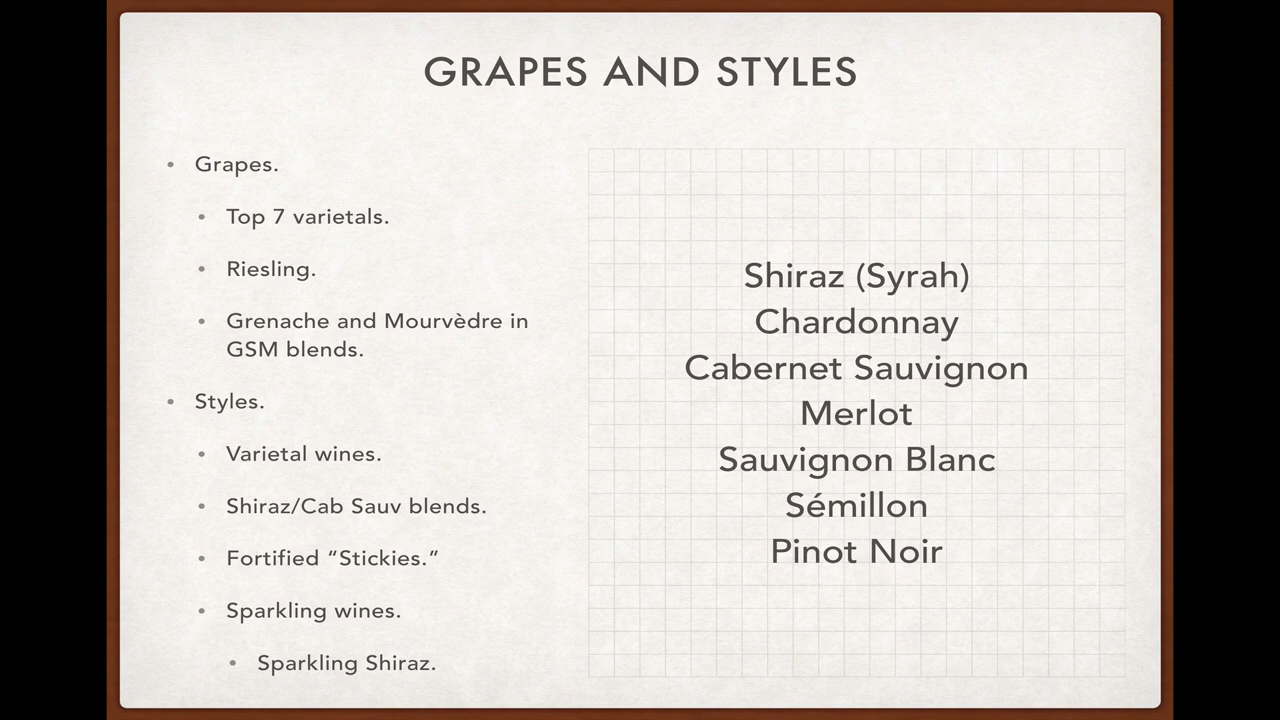 GRAPES AND STYLES
• Grapes.
• Top 7 varietals.
• Riesling.
• Grenache and Mourvèdre in
GSM blends.
• Styles.
• Varietal wines.
• Shiraz/Cab Sauv blends.
• Fortified “Stickies.”
• Sparkling wines.
• Sparkling Shiraz.
Shiraz (Syrah)
Chardonnay
Cabernet Sauvignon
Merlot
Sauvignon Blanc
Sémillon
Pinot Noir